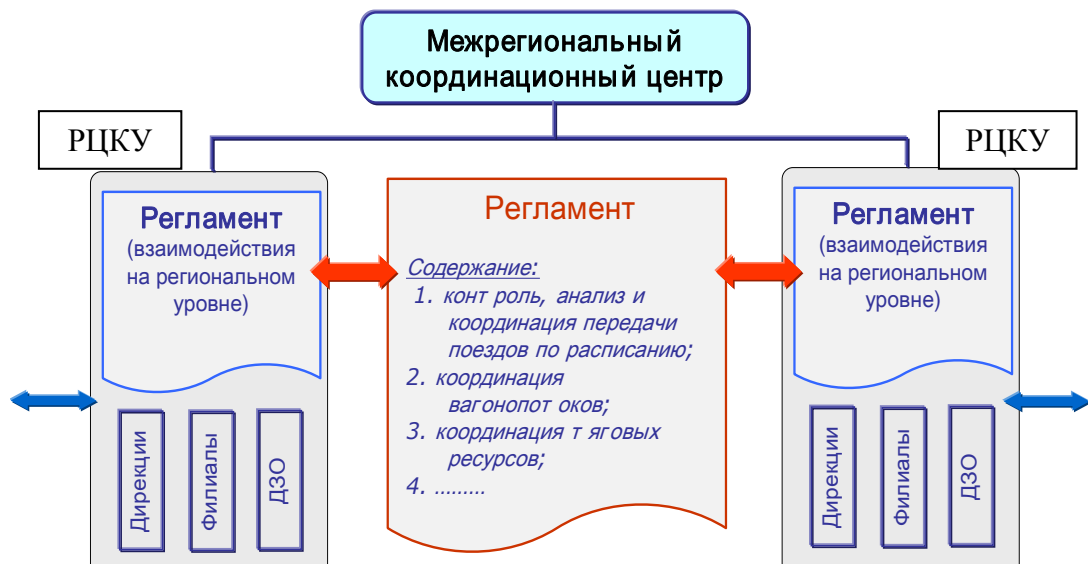 Межрегиональный
координационный центр
РЦКУ
РЦКУ
Регламент
(взаимодействия
на региональном
уровне)
Дирекции
Филиалы
ДЗО
Регламент
Содержание:
1. конт роль, анализ и
координация передачи
поездов по расписанию;
2. координация
вагонопот оков;
3. координация т яговых
ресурсов;
4. .........
Регламент
(взаимодействия
на региональном
уровне)
Дирекции
Филиалы
ДЗО